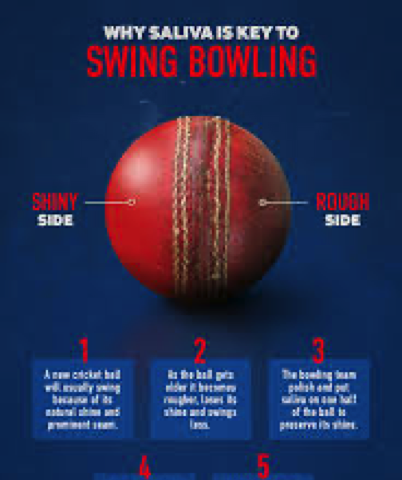 WHY SALIVA IS KEY TO
SWING BOWLING
SHINY
SIDE
ROUGH
SIDE
1
A new cricket ball
will usually swing
because of its
natural shine and
prominent seam.
2
As the ball gets
older it becomes
rougher, loses its
shine and swings
less.
3
The bowling team
polish and put
saliva on one half
of the ball to
preserve its shine.
4
5